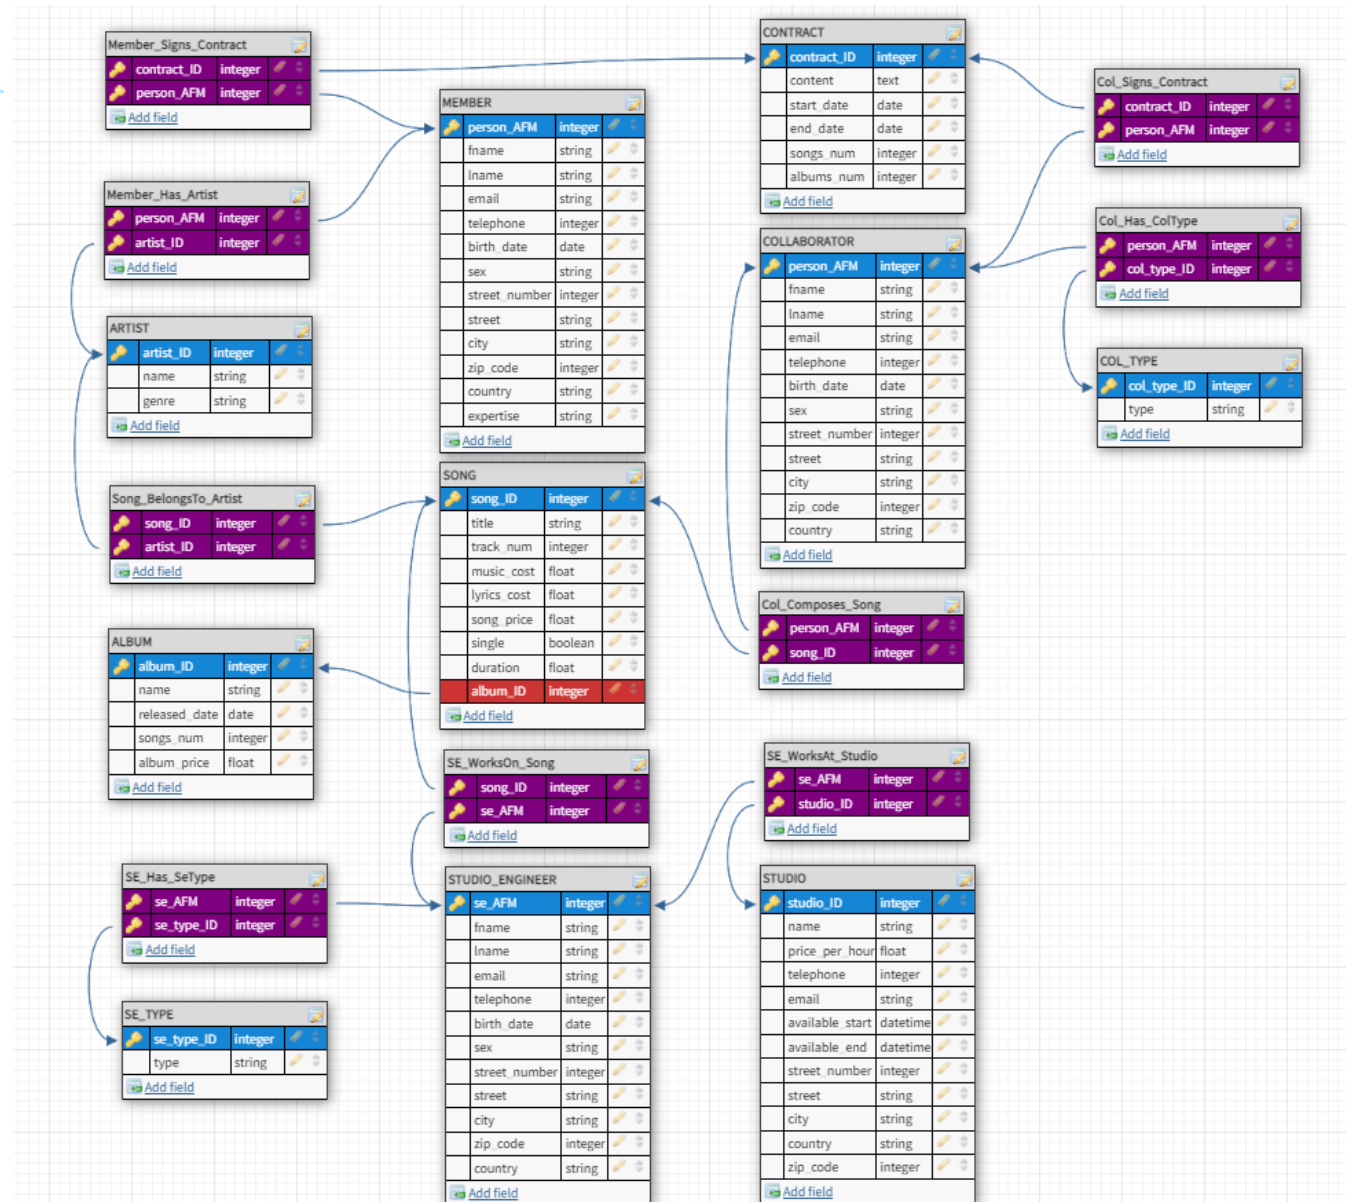 Member_Signs_Contract
contract_ID integer
person_AFM integer
Add field
Member_Has_Artist
person_AFM integer
artist_ID integer
Add field
ARTIST
artist_ID integer
name string
genre string
Add field
Song_BelongsTo_Artist
song_ID integer
artist_ID integer
Add field
ALBUM
album_ID integer
name string
released_date date
songs_num integer
album_price float
Add field
SE_Has_SeType
se_AFM integer
se_type_ID integer
Add field
SE_TYPE
se_type_ID integer
type string
Add field
MEMBER
person_AFM integer
fname string
lname string
email string
telephone integer
birth_date date
sex string
street_number integer
street string
city string
zip_code integer
country string
expertise string
Add field
SONG
song_ID integer
title string
track_num integer
music_cost float
lyrics_cost float
song_price float
single boolean
duration float
album_ID integer
Add field
SE_WorksOn_Song
song_ID integer
se_AFM integer
Add field
STUDIO_ENGINEER
se_AFM integer
fname string
lname string
email string
telephone integer
birth_date date
sex string
street_number integer
street string
city string
zip_code integer
country string
Add field
CONTRACT
contract_ID integer
content text
start_date date
end_date date
songs_num integer
albums_num integer
Add field
COLLABORATOR
person_AFM integer
fname string
lname string
email string
telephone integer
birth_date date
sex string
street_number integer
street string
city string
zip_code integer
country string
Add field
Col_Composes_Song
person_AFM integer
song_ID integer
Add field
SE_WorksAt_Studio
se_AFM integer
studio_ID integer
Add field
STUDIO
studio_ID integer
name string
price_per_hour float
telephone integer
email string
available_start datetime
available_end datetime
street_number integer
street string
city string
country string
zip_code integer
Add field
Col_Signs_Contract
contract_ID integer
person_AFM integer
Add field
Col_Has_ColType
person_AFM integer
col_type_ID integer
Add field
COL_TYPE
col_type_ID integer
type string
Add field